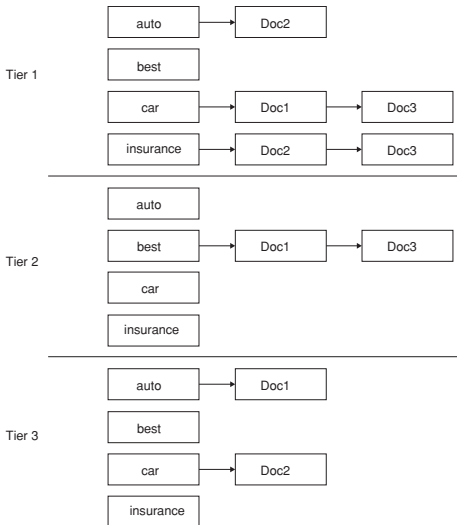 auto Doc2
best
Tier 1
car Doc1 Doc3
insurance Doc2 Doc3
auto
best Doc1 Doc3
Tier 2
car
insurance
auto Doc1
best
Tier 3
car Doc2
insurance